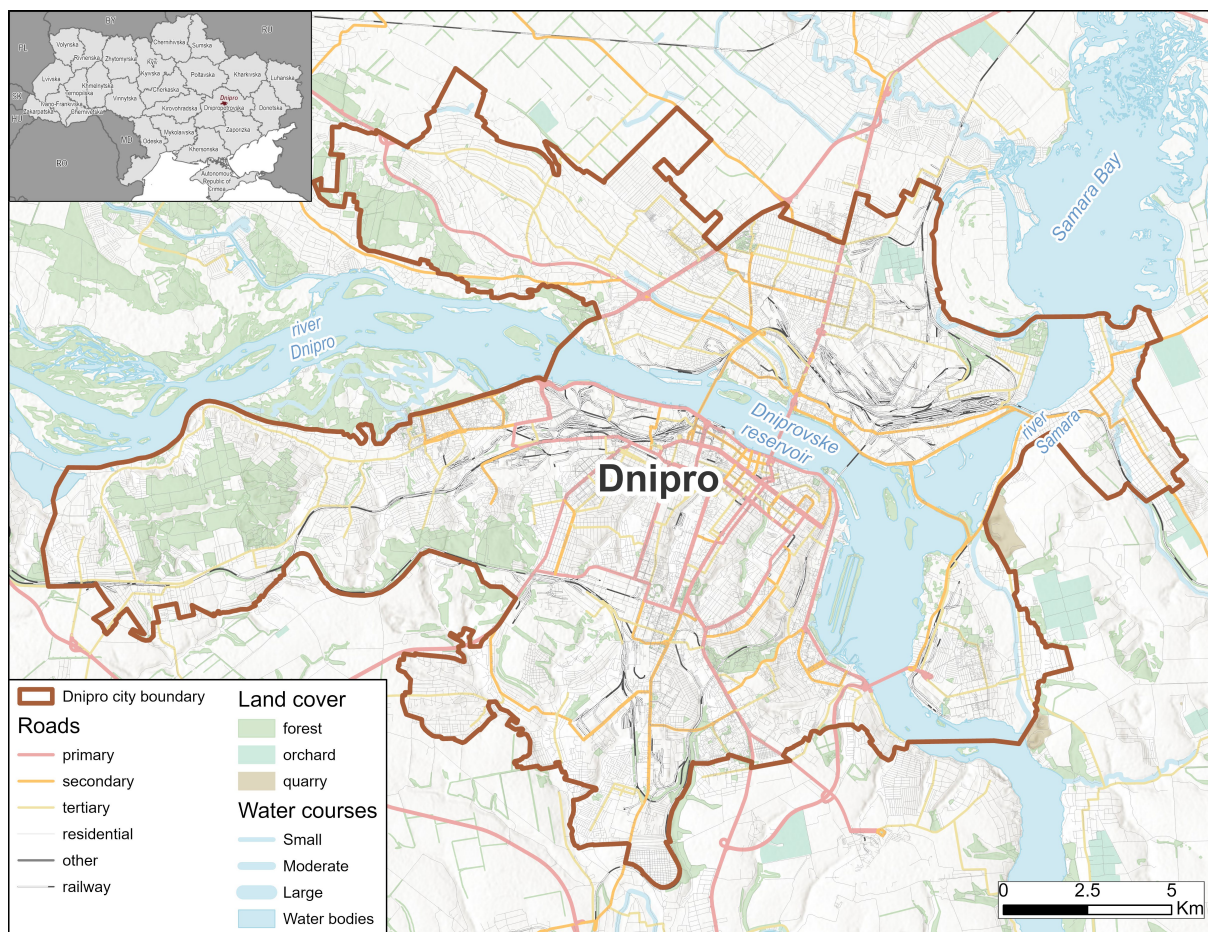 BY
RU
PL
SK
HU
MD
RO
Volynska
Rivnenska
Zhytomyrska
Kyiv
Kyivska
Chernihivska
Sumska
Lvivska
Ternopilska
Khmelnytska
Vinnytska
Cherkaska
Poltavska
Kharkivska
Luhanska
Ivano-Frankivska
Zakarpatska
Chernivetska
Kirovohradska
Dnipro
Dnipropetrovska
Donetska
Mykolaivska
Zaporizka
Odeska
Khersonska
Autonomous
Republic of
Crimea
Samara Bay
river
Dnipro
Dniprovske
reservoir
river
Samara
Dnipro
Dnipro city boundary
Roads
primary
secondary
tertiary
residential
other
railway
Land cover
forest
orchard
quarry
Water courses
Small
Moderate
Large
Water bodies
0 2.5 5
Km